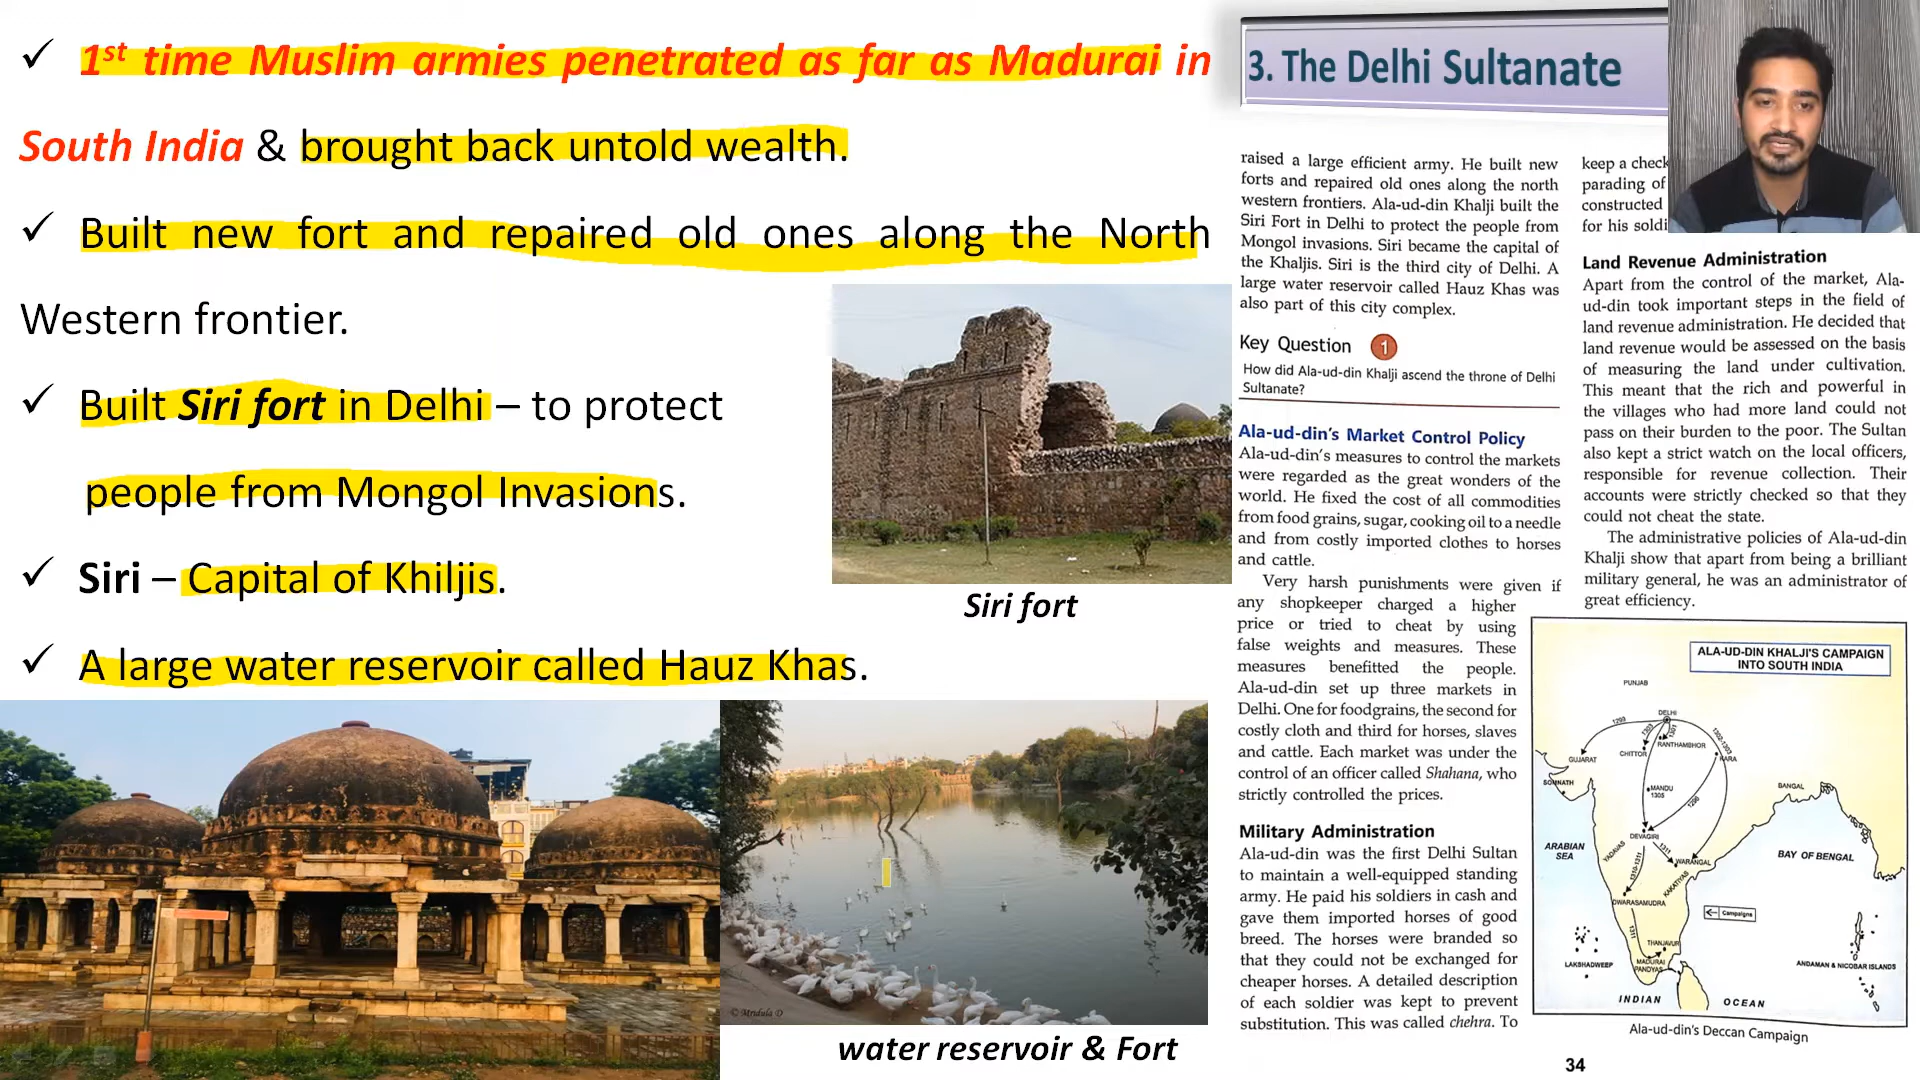 ✓ 1st time Muslim armies penetrated as far as Madurai in
South India & brought back untold wealth.
✓ Built new fort and repaired old ones along the North
Western frontier.
✓ Built Siri fort in Delhi – to protect
people from Mongol Invasions.
✓ Siri – Capital of Khiljis.
✓ A large water reservoir called Hauz Khas.
Siri fort
© Mrudula D
water reservoir & Fort
3. The Delhi Sultanate
raised a large efficient army. He built new
forts and repaired old ones along the north
western frontiers. Ala-ud-din Khalji built the
Siri Fort in Delhi to protect the people from
Mongol invasions. Siri became the capital of
the Khaljis. Siri is the third city of Delhi. A
large water reservoir called Hauz Khas was
also part of this city complex.
Key Question 1
How did Ala-ud-din Khalji ascend the throne of Delhi
Sultanate?
Ala-ud-din's Market Control Policy
Ala-ud-din's measures to control the markets
were regarded as the great wonders of the
world. He fixed the cost of all commodities
from food grains, sugar, cooking oil to a needle
and from costly imported clothes to horses
and cattle.
Very harsh punishments were given if
any shopkeeper charged a higher
price or tried to cheat by using
false weights and measures. These
measures benefitted the people.
Ala-ud-din set up three markets in
Delhi. One for foodgrains, the second for
costly cloth and third for horses, slaves
and cattle. Each market was under the
control of an officer called Shahana, who
strictly controlled the prices.
Military Administration
Ala-ud-din was the first Delhi Sultan
to maintain a well-equipped standing
army. He paid his soldiers in cash and
gave them imported horses of good
breed. The horses were branded so
that they could not be exchanged for
cheaper horses. A detailed description
of each soldier was kept to prevent
substitution. This was called chehra. To
keep a check
parading of
constructed
for his soldi
Land Revenue Administration
Apart from the control of the market, Ala-
ud-din took important steps in the field of
land revenue administration. He decided that
land revenue would be assessed on the basis
of measuring the land under cultivation.
This meant that the rich and powerful in
the villages who had more land could not
pass on their burden to the poor. The Sultan
also kept a strict watch on the local officers,
responsible for revenue collection. Their
accounts were strictly checked so that they
could not cheat the state.
The administrative policies of Ala-ud-din
Khalji show that apart from being a brilliant
military general, he was an administrator of
great efficiency.
ALA-UD-DIN KHALJI'S CAMPAIGN
INTO SOUTH INDIA
PUNJAB
DELHI
1299
1303
1301
1302-1303
RANTHAMBHOR
CHITTOR
KARA
GUJARAT
SOMNATH
MANDU
1305
1296
BANGAL
DEVAGIRI
ARABIAN
SEA
YADAVAS
1311
WARANGAL
BAY OF BENGAL
1310-1311
KAKATIYAS
DWARASAMUDRA
Campaigns
1311
THANJAVUR
MADURAI
PANDYAS
LAKSHADWEEP
ANDAMAN & NICOBAR ISLANDS
INDIAN OCEAN
Ala-ud-din's Deccan Campaign
34